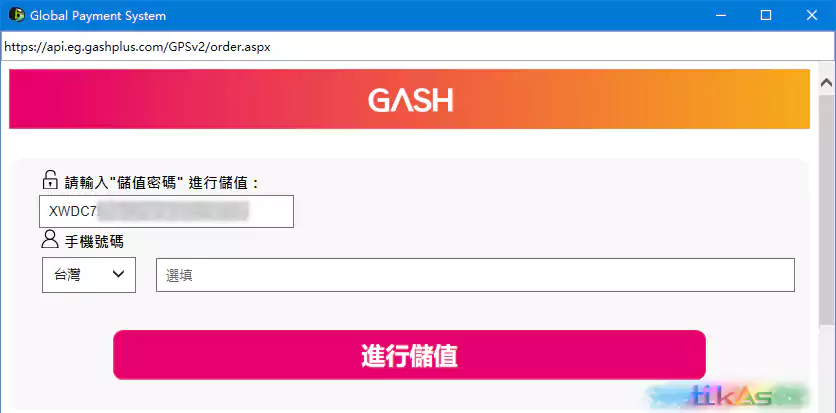 Global Payment System
https://api.eg.gashplus.com/GPSv2/order.aspx
GASH
請輸入"儲值密碼" 進行儲值：
XWDC7
手機號碼
台灣 選填
進行儲值
tikAs